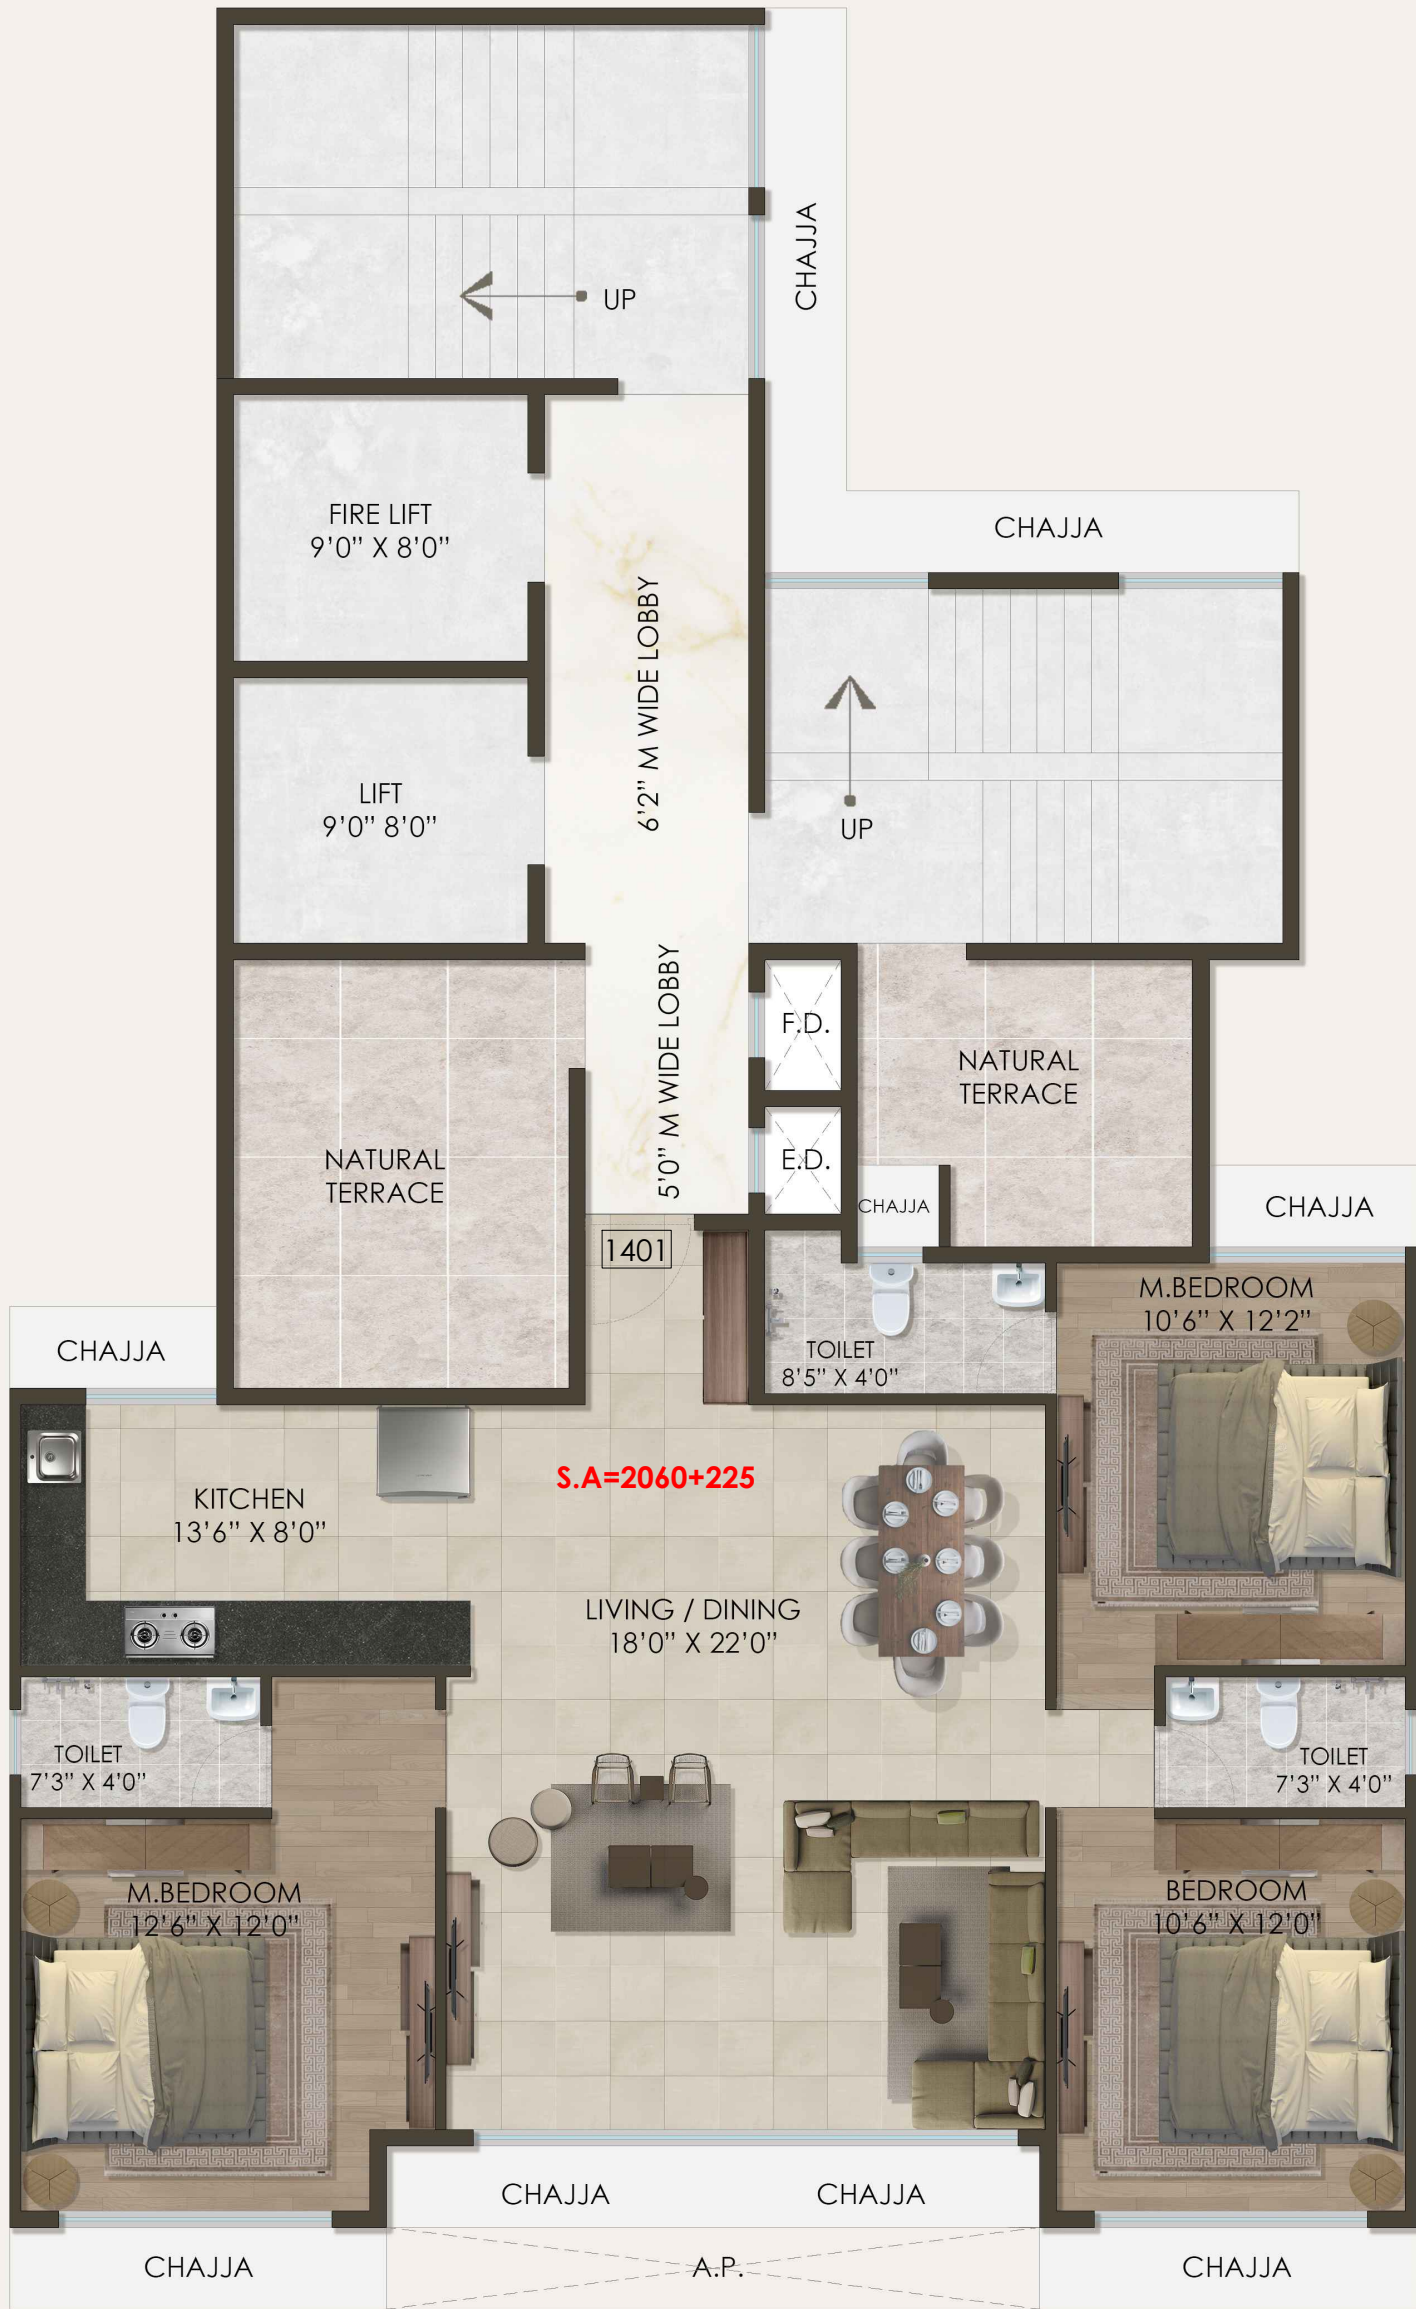 CHAJJA
UP
CHAJJA
FIRE LIFT
9’0” X 8’0”
6’2” M WIDE LOBBY
LIFT
9’0” 8’0”
UP
5’0” M WIDE LOBBY
F.D.
NATURAL
TERRACE
E.D.
NATURAL
TERRACE
CHAJJA
CHAJJA
1401
M.BEDROOM
10’6” X 12’2”
CHAJJA
TOILET
8’5” X 4’0”
S.A=2060+225
KITCHEN
13’6” X 8’0”
LIVING / DINING
18’0” X 22’0”
TOILET
7’3” X 4’0”
TOILET
7’3” X 4’0”
M.BEDROOM
12’6” X 12’0”
BEDROOM
10’6” X 12’0”
CHAJJA
CHAJJA
CHAJJA
A.P.
CHAJJA